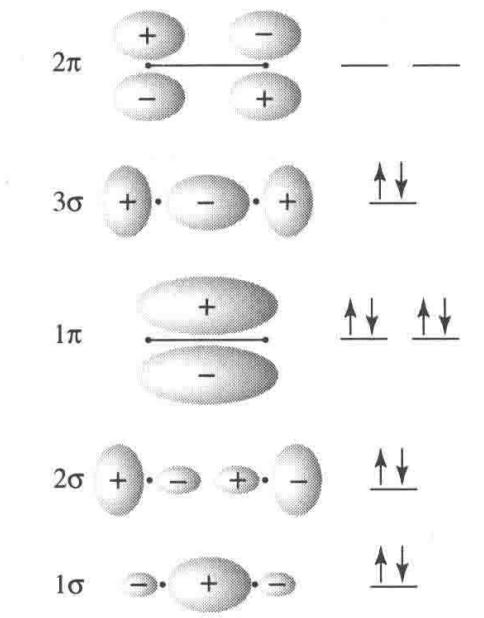 + −
2π
− +
3σ + − +
+
1π
−
2σ + − + −
1σ − + −